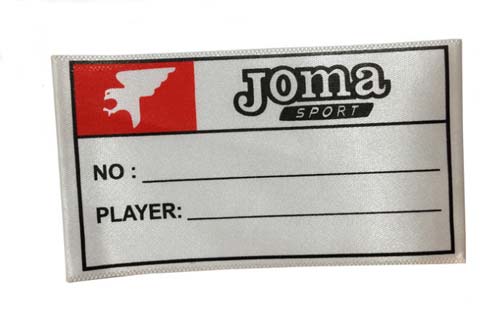 Joma
SPORT
NO :
PLAYER: